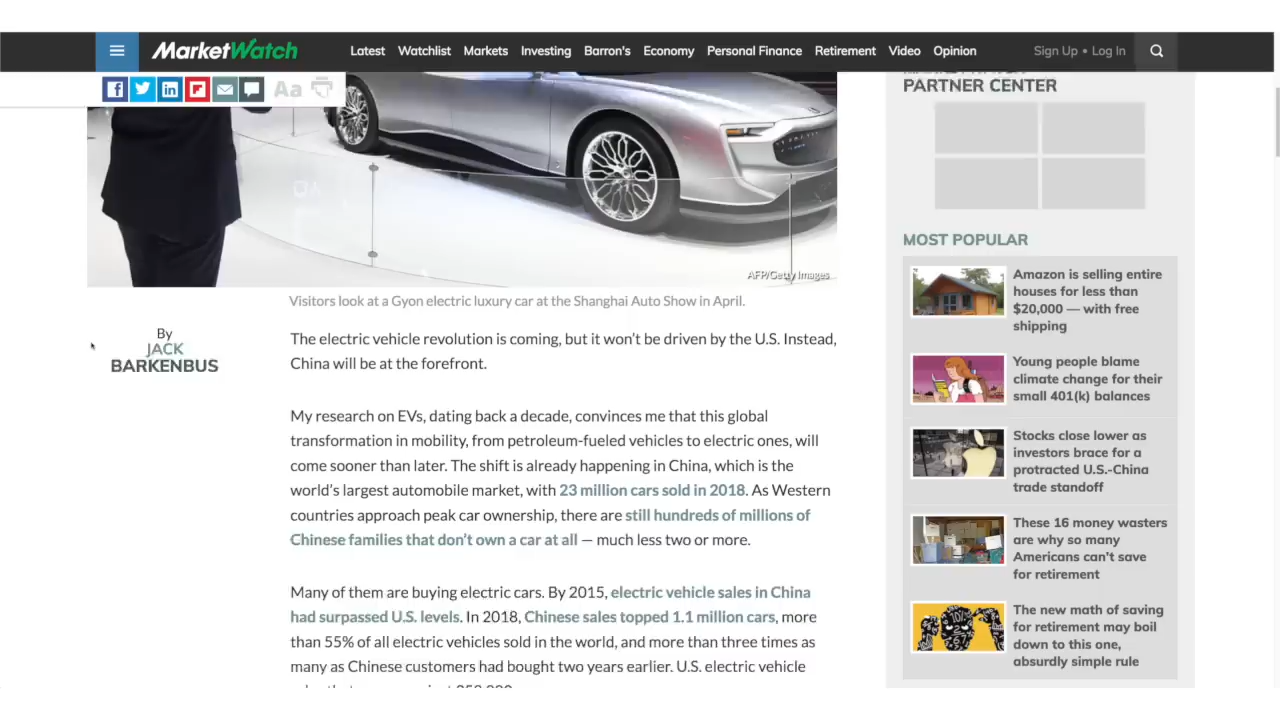 MarketWatch
Latest Watchlist Markets Investing Barron's Economy Personal Finance Retirement Video Opinion
Sign Up • Log In
Aa
AFP/Getty Images
Visitors look at a Gyon electric luxury car at the Shanghai Auto Show in April.
By
JACK
BARKENBUS
The electric vehicle revolution is coming, but it won't be driven by the U.S. Instead,
China will be at the forefront.
My research on EVs, dating back a decade, convinces me that this global
transformation in mobility, from petroleum-fueled vehicles to electric ones, will
come sooner than later. The shift is already happening in China, which is the
world's largest automobile market, with 23 million cars sold in 2018. As Western
countries approach peak car ownership, there are still hundreds of millions of
Chinese families that don't own a car at all — much less two or more.
Many of them are buying electric cars. By 2015, electric vehicle sales in China
had surpassed U.S. levels. In 2018, Chinese sales topped 1.1 million cars, more
than 55% of all electric vehicles sold in the world, and more than three times as
many as Chinese customers had bought two years earlier. U.S. electric vehicle
PARTNER CENTER
MOST POPULAR
Amazon is selling entire
houses for less than
$20,000 — with free
shipping
Young people blame
climate change for their
small 401(k) balances
Stocks close lower as
investors brace for a
protracted U.S.-China
trade standoff
These 16 money wasters
are why so many
Americans can't save
for retirement
The new math of saving
for retirement may boil
down to this one,
absurdly simple rule